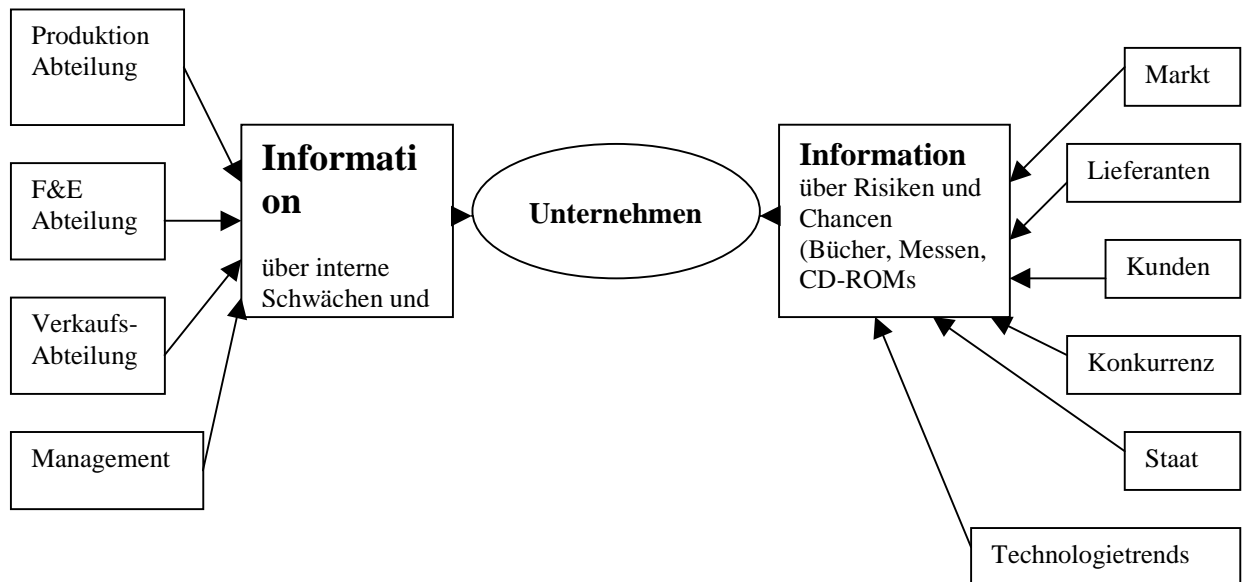 Produktion
Abteilung
F&E
Abteilung
Verkaufs-
Abteilung
Management
Informati
on
über interne
Schwächen und
Unternehmen
Information
über Risiken und
Chancen
(Bücher, Messen,
CD-ROMs
Markt
Lieferanten
Kunden
Konkurrenz
Staat
Technologietrends